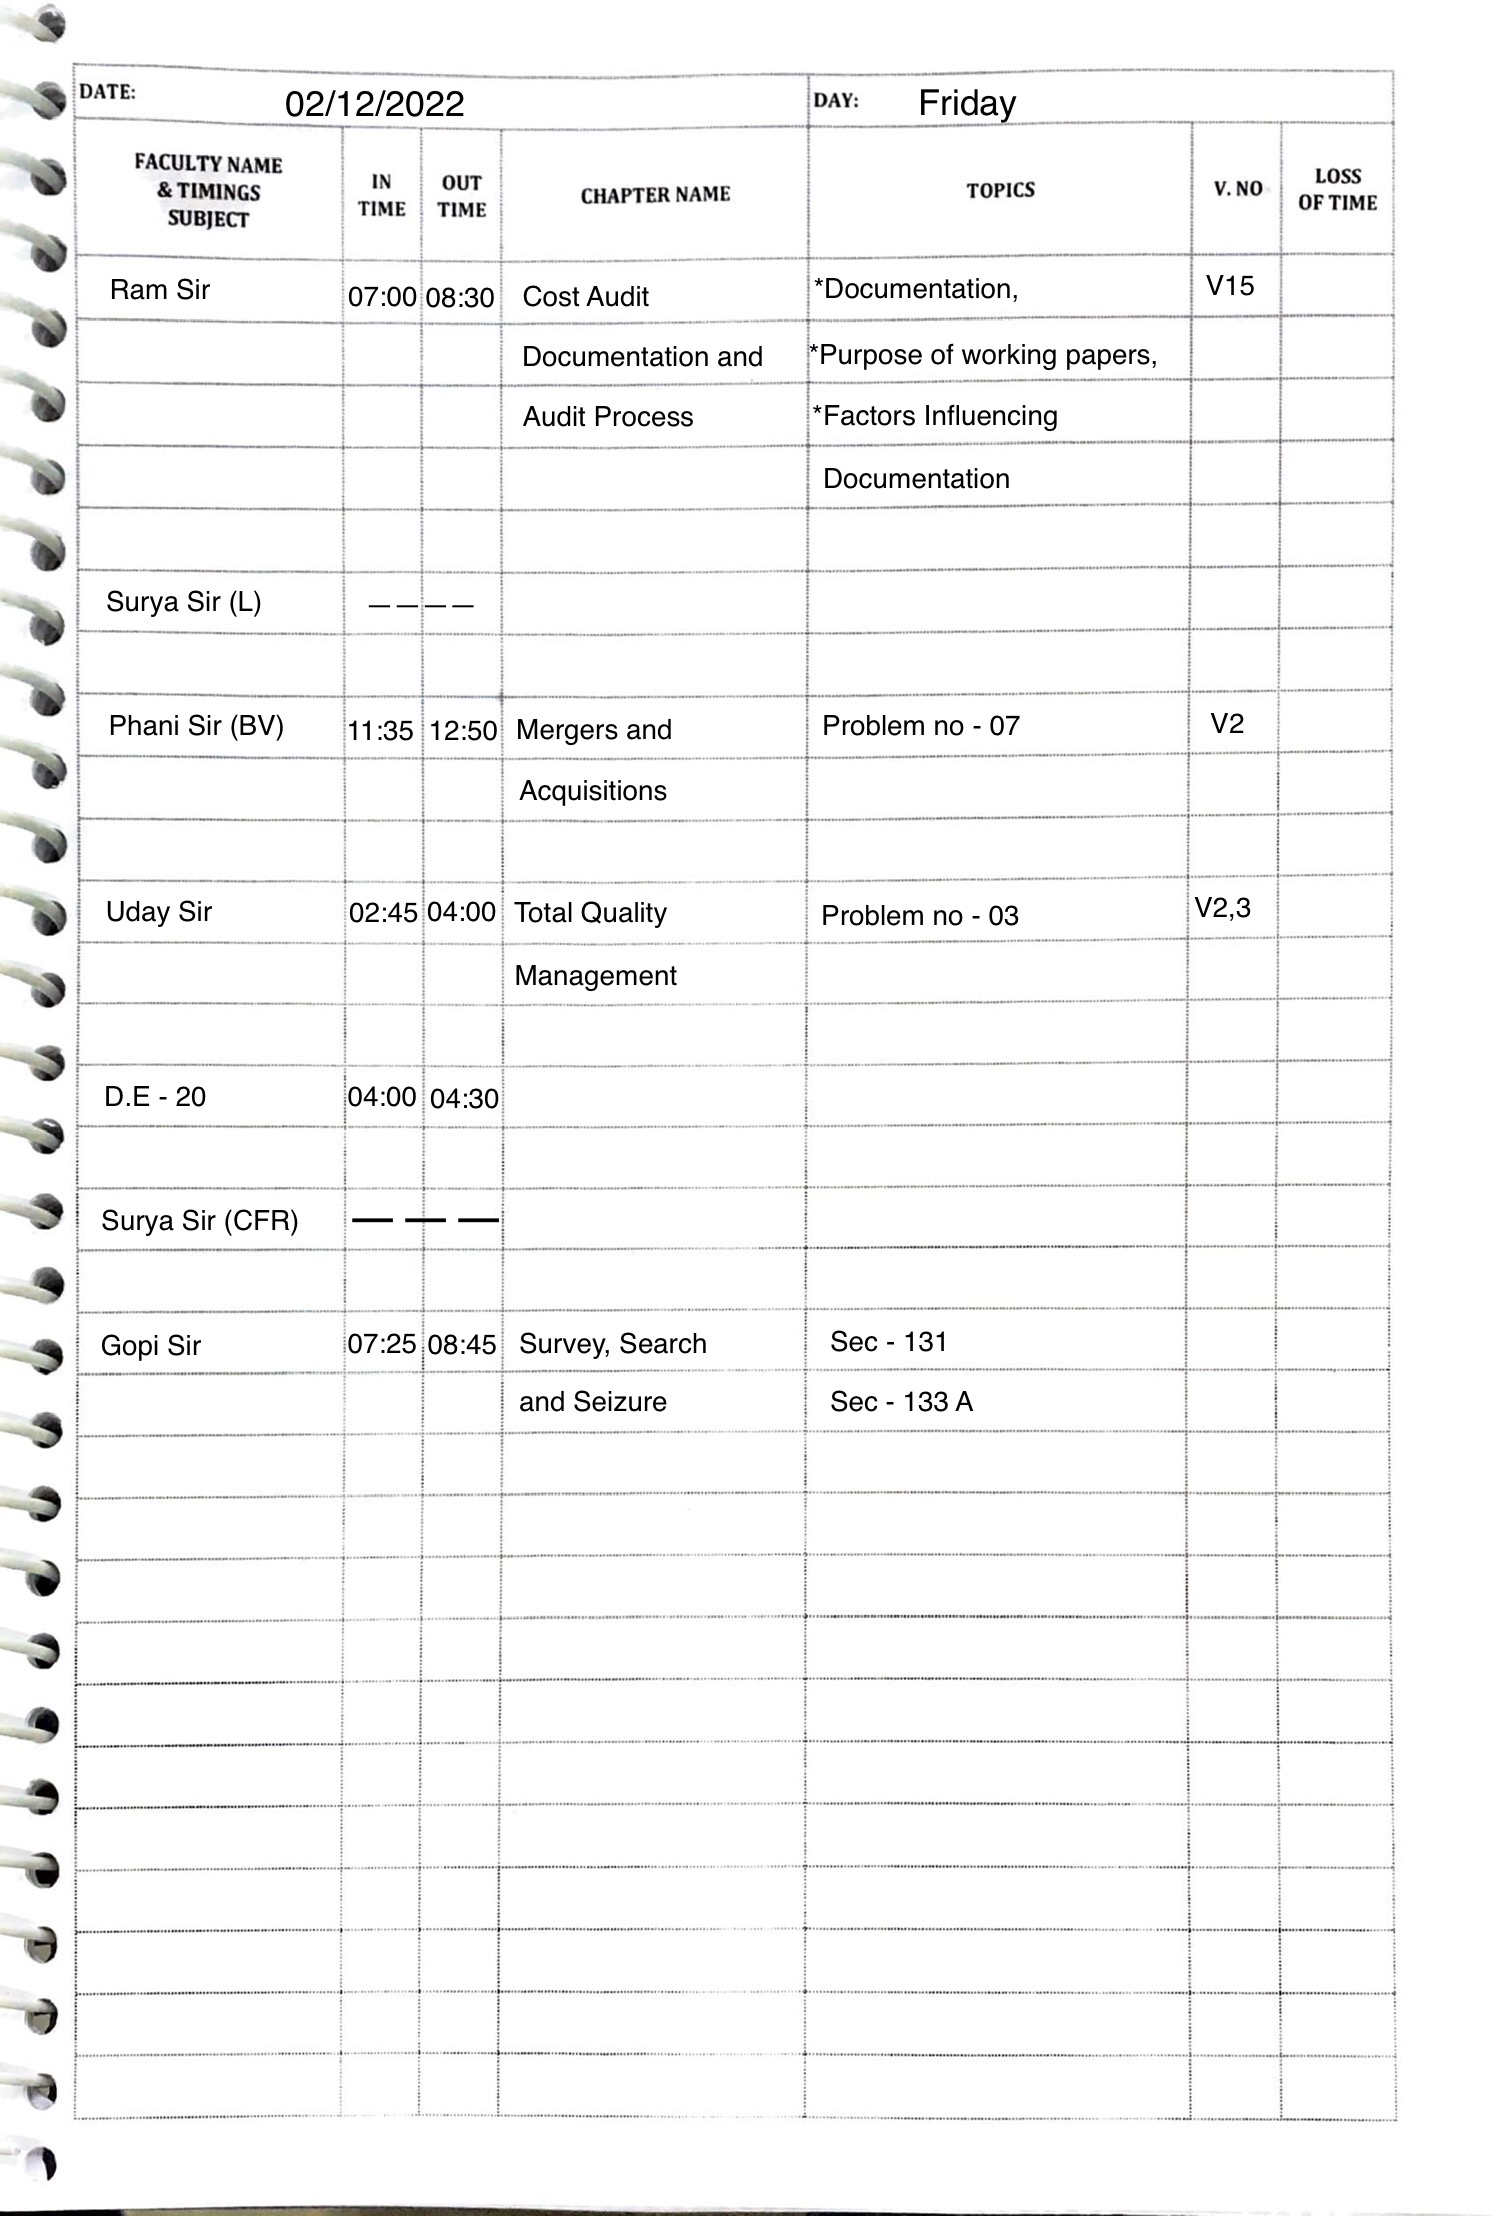 DATE: 02/12/2022 DAY: Friday
FACULTY NAME & TIMINGS SUBJECT IN TIME OUT TIME CHAPTER NAME TOPICS V. NO LOSS OF TIME
Ram Sir 07:00 08:30 Cost Audit *Documentation, V15
Documentation and *Purpose of working papers,
Audit Process *Factors Influencing
Documentation
Surya Sir (L) — — — —
Phani Sir (BV) 11:35 12:50 Mergers and Problem no - 07 V2
Acquisitions
Uday Sir 02:45 04:00 Total Quality Problem no - 03 V2,3
Management
D.E - 20 04:00 04:30
Surya Sir (CFR) — — —
Gopi Sir 07:25 08:45 Survey, Search Sec - 131
and Seizure Sec - 133 A